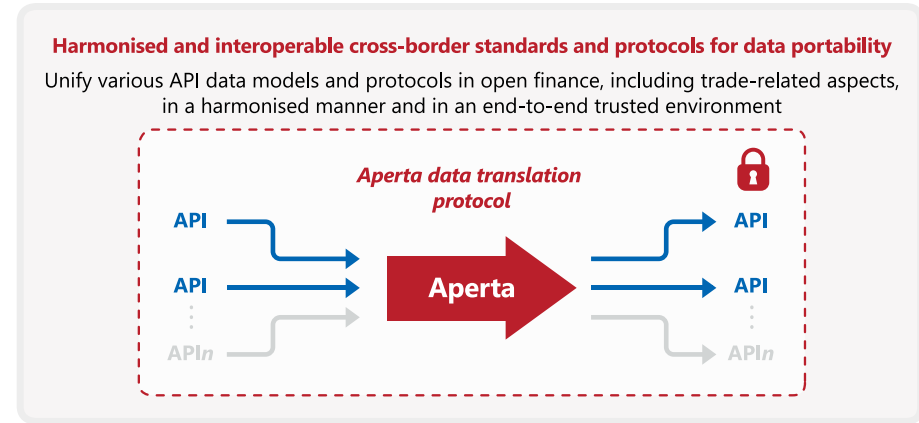 Harmonised and interoperable cross-border standards and protocols for data portability
Unify various API data models and protocols in open finance, including trade-related aspects,
in a harmonised manner and in an end-to-end trusted environment
Aperta data translation
protocol
API
API
API
Aperta
API
APIn
APIn